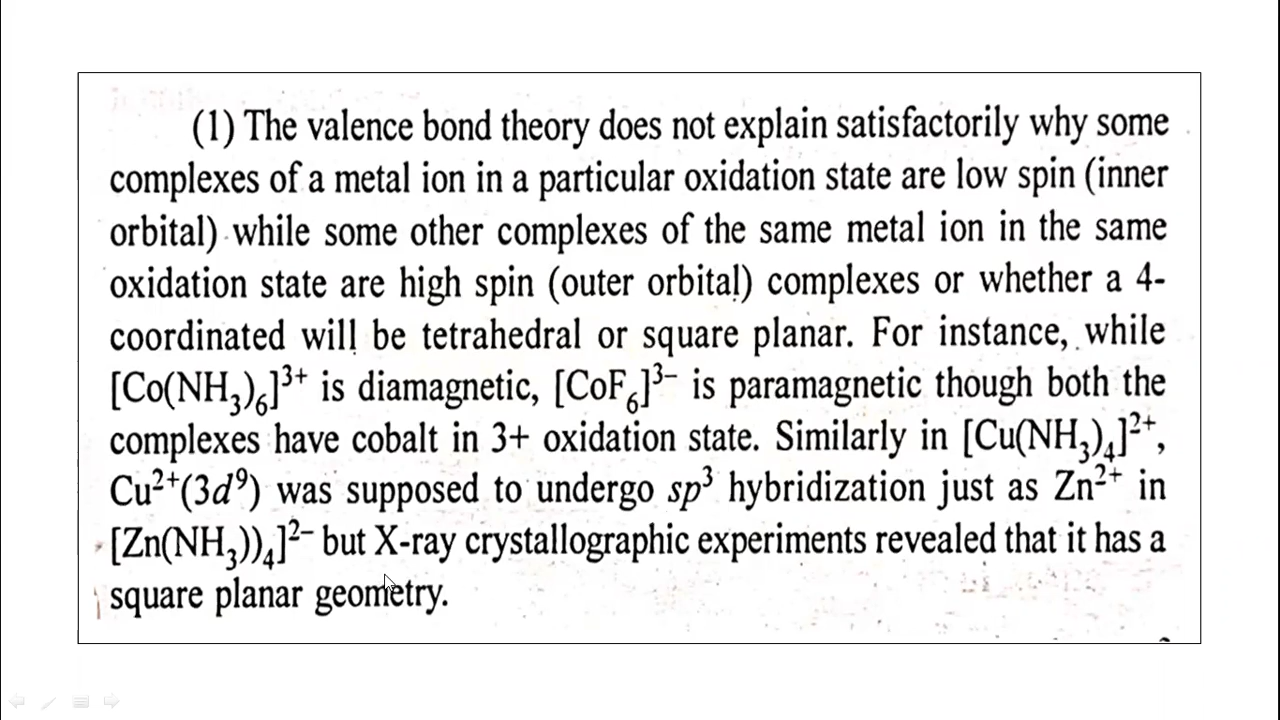 (1) The valence bond theory does not explain satisfactorily why some
complexes of a metal ion in a particular oxidation state are low spin (inner
orbital) while some other complexes of the same metal ion in the same
oxidation state are high spin (outer orbital) complexes or whether a 4-
coordinated will be tetrahedral or square planar. For instance, while
[Co(NH₃)₆]³⁺ is diamagnetic, [CoF₆]³⁻ is paramagnetic though both the
complexes have cobalt in 3+ oxidation state. Similarly in [Cu(NH₃)₄]²⁺,
Cu²⁺(3d⁹) was supposed to undergo sp³ hybridization just as Zn²⁺ in
[Zn(NH₃))₄]²⁻ but X-ray crystallographic experiments revealed that it has a
square planar geometry.